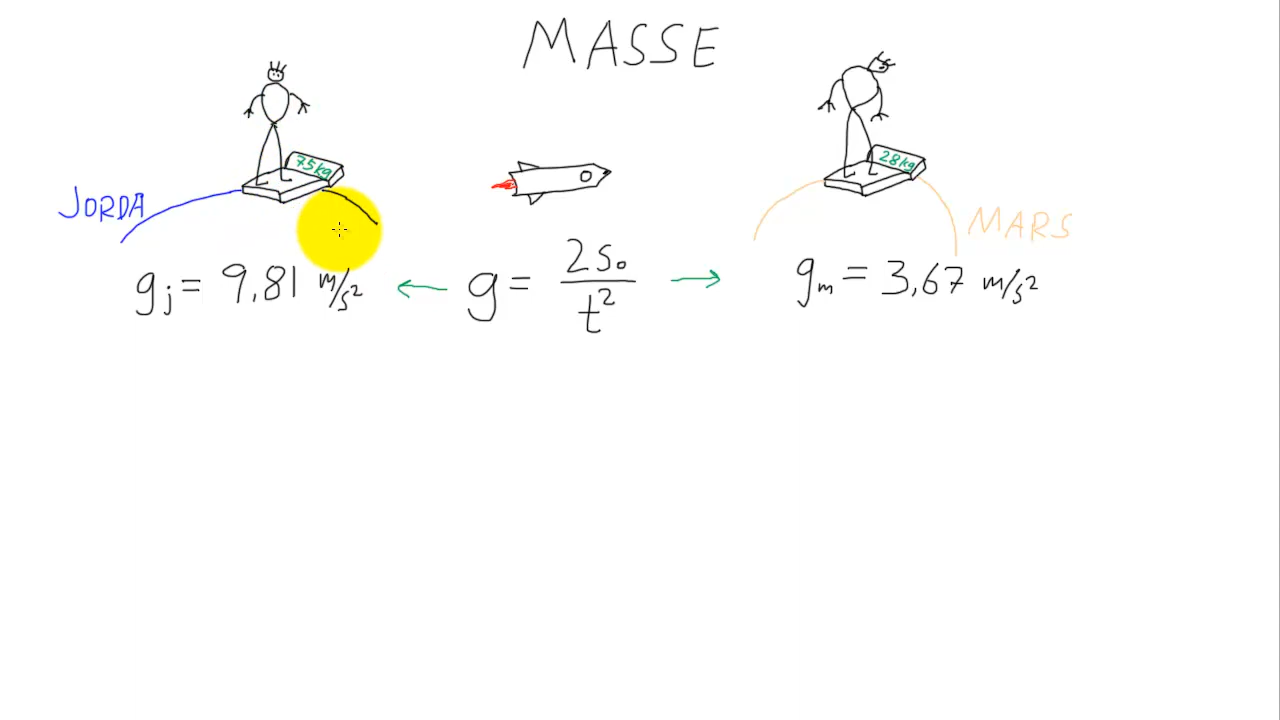 MASSE
75kg
28kg
JORDA
MARS
gj = 9,81 m/s²
← g = 2s₀/t² →
gm = 3,67 m/s²